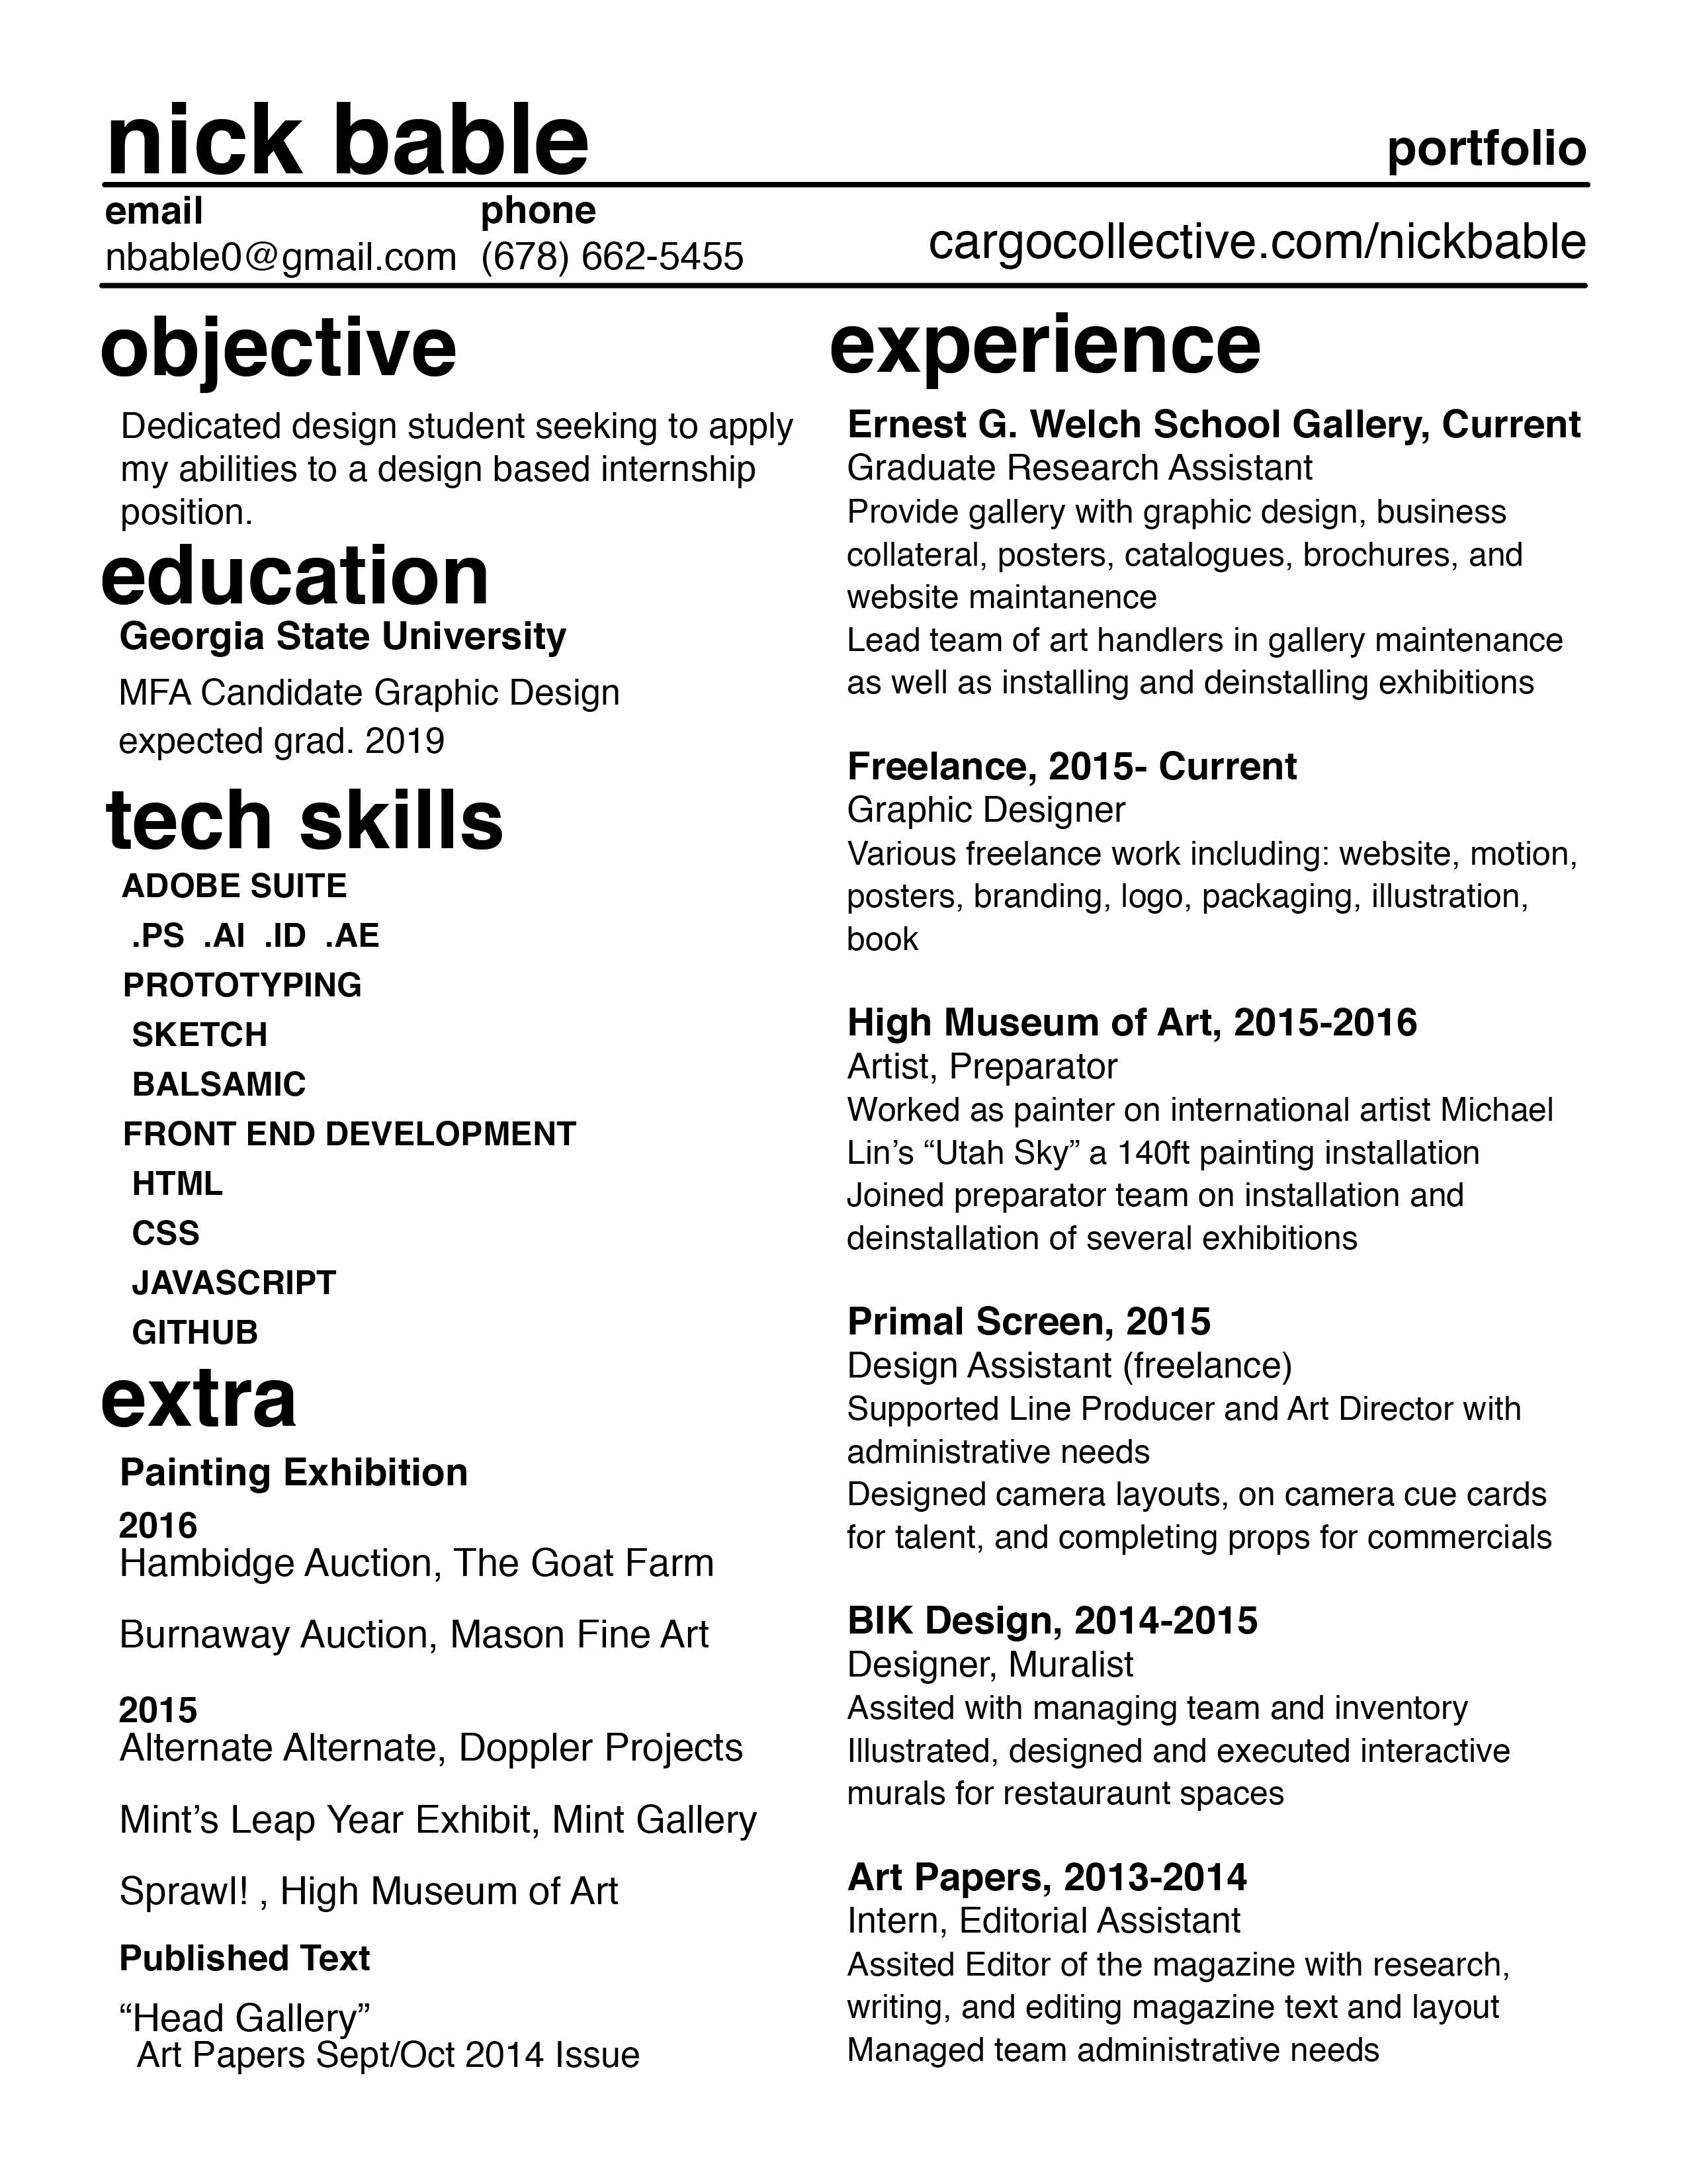 nick bable
portfolio
email
phone
nbable0@gmail.com
(678) 662-5455
cargocollective.com/nickbable
objective
Dedicated design student seeking to apply
my abilities to a design based internship
position.
education
Georgia State University
MFA Candidate Graphic Design
expected grad. 2019
tech skills
ADOBE SUITE
.PS .AI .ID .AE
PROTOTYPING
SKETCH
BALSAMIC
FRONT END DEVELOPMENT
HTML
CSS
JAVASCRIPT
GITHUB
extra
Painting Exhibition
2016
Hambidge Auction, The Goat Farm
Burnaway Auction, Mason Fine Art
2015
Alternate Alternate, Doppler Projects
Mint’s Leap Year Exhibit, Mint Gallery
Sprawl! , High Museum of Art
Published Text
“Head Gallery”
Art Papers Sept/Oct 2014 Issue
experience
Ernest G. Welch School Gallery, Current
Graduate Research Assistant
Provide gallery with graphic design, business
collateral, posters, catalogues, brochures, and
website maintanence
Lead team of art handlers in gallery maintenance
as well as installing and deinstalling exhibitions
Freelance, 2015- Current
Graphic Designer
Various freelance work including: website, motion,
posters, branding, logo, packaging, illustration,
book
High Museum of Art, 2015-2016
Artist, Preparator
Worked as painter on international artist Michael
Lin’s “Utah Sky” a 140ft painting installation
Joined preparator team on installation and
deinstallation of several exhibitions
Primal Screen, 2015
Design Assistant (freelance)
Supported Line Producer and Art Director with
administrative needs
Designed camera layouts, on camera cue cards
for talent, and completing props for commercials
BIK Design, 2014-2015
Designer, Muralist
Assited with managing team and inventory
Illustrated, designed and executed interactive
murals for restauraunt spaces
Art Papers, 2013-2014
Intern, Editorial Assistant
Assited Editor of the magazine with research,
writing, and editing magazine text and layout
Managed team administrative needs